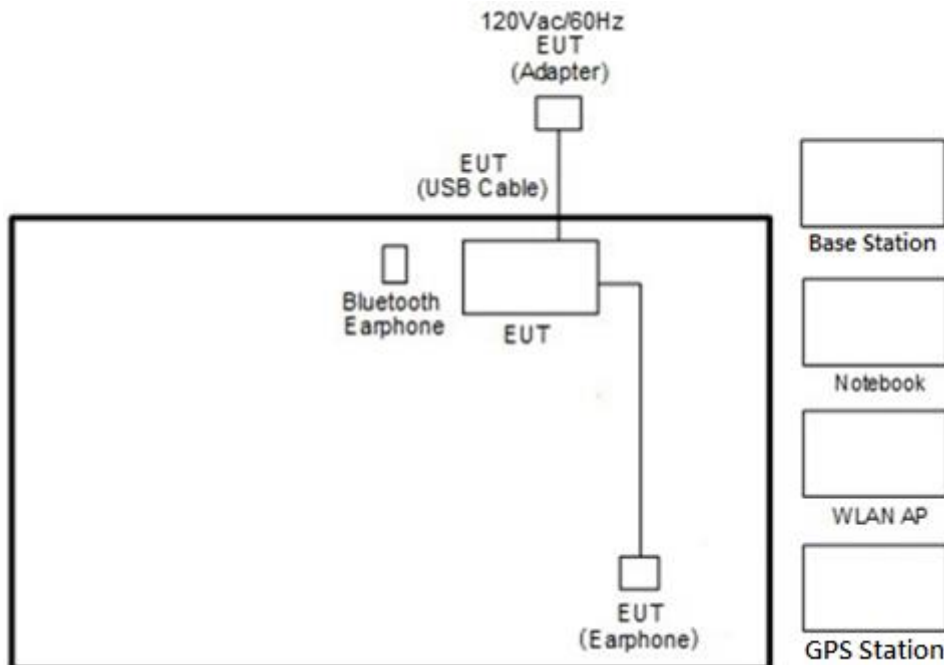 120Vac/60Hz
EUT
(Adapter)
EUT
(USB Cable)
Base Station
Bluetooth
Earphone
EUT
Notebook
WLAN AP
EUT
(Earphone)
GPS Station